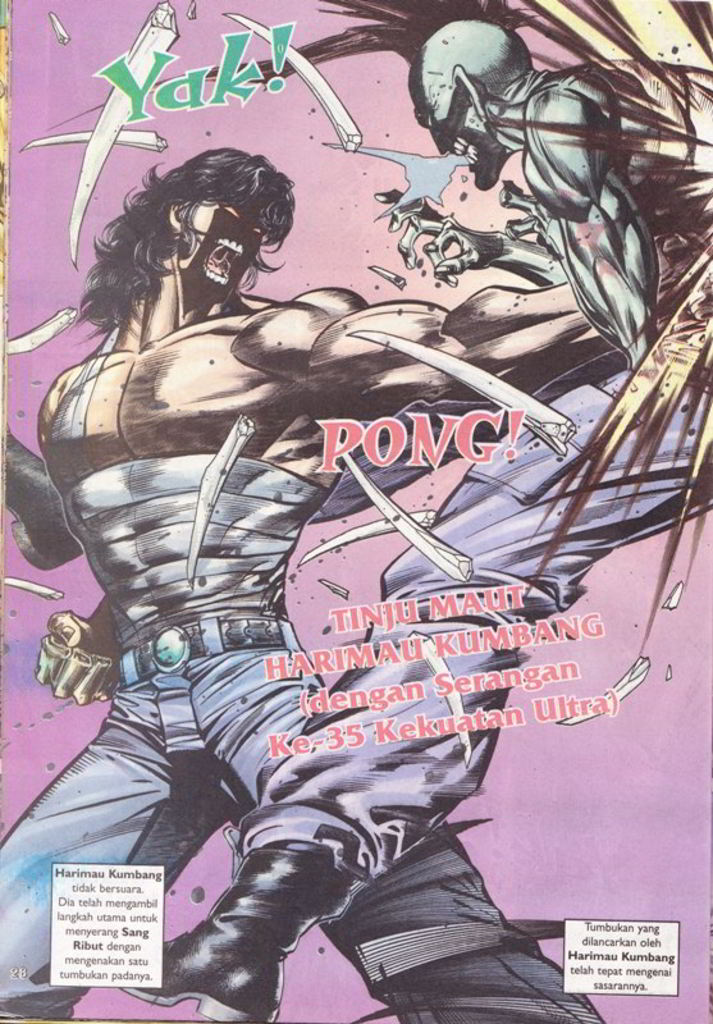 Yak!
PONG!
TINJU MAUT
HARIMAU KUMBANG
(dengan Serangan
Ke-35 Kekuatan Ultra)
Harimau Kumbang
tidak bersuara.
Dia telah mengambil
langkah utama untuk
menyerang Sang
Ribut dengan
mengenakan satu
tumbukan padanya.
Tumbukan yang
dilancarkan oleh
Harimau Kumbang
telah tepat mengenai
sasarannya.
28